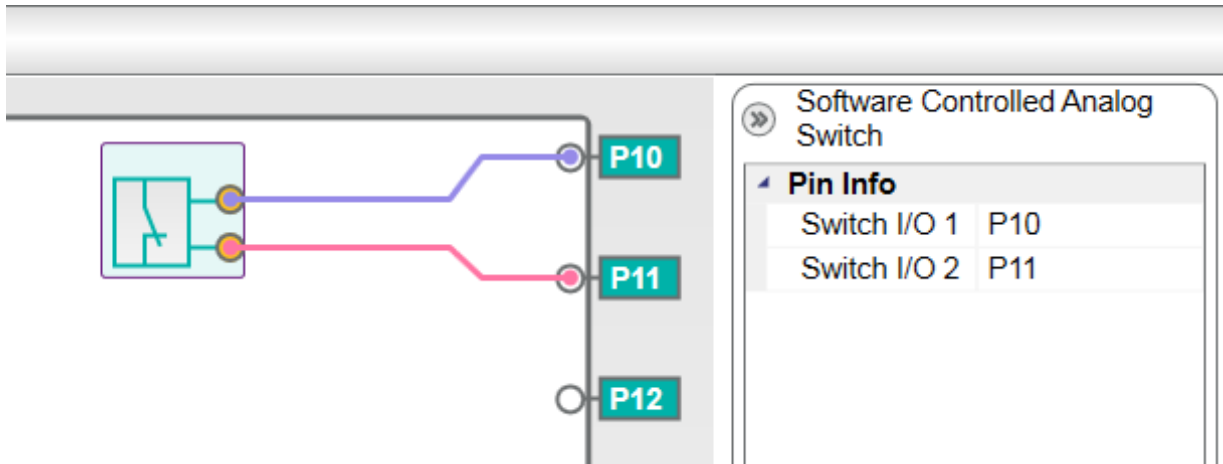 Software Controlled Analog
Switch
Pin Info
Switch I/O 1 P10
Switch I/O 2 P11
P10
P11
P12